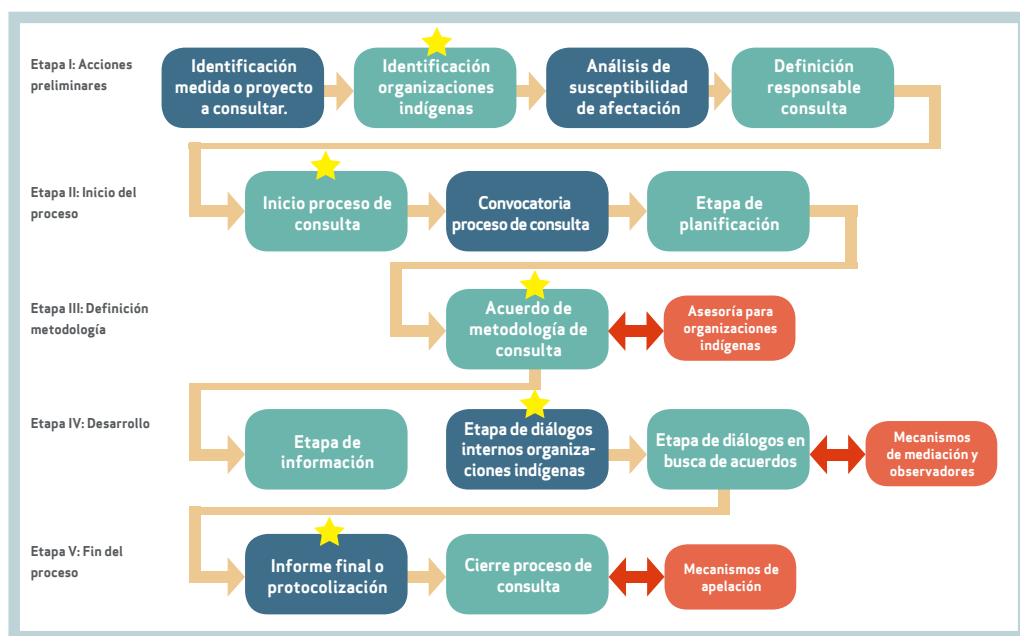 Etapa I: Acciones
preliminares
Identificación
medida o proyecto
a consultar.
Identificación
organizaciones
indígenas
Análisis de
susceptibilidad
de afectación
Definición
responsable
consulta
Etapa II: Inicio del
proceso
Inicio proceso de
consulta
Convocatoria
proceso de consulta
Etapa de
planificación
Etapa III: Definición
metodología
Acuerdo de
metodología de
consulta
Asesoría para
organizaciones
indígenas
Etapa IV: Desarrollo
Etapa de
información
Etapa de diálogos
internos organiza-
ciones indígenas
Etapa de diálogos en
busca de acuerdos
Mecanismos
de mediación y
observadores
Etapa V: Fin del
proceso
Informe final o
protocolización
Cierre proceso de
consulta
Mecanismos de
apelación